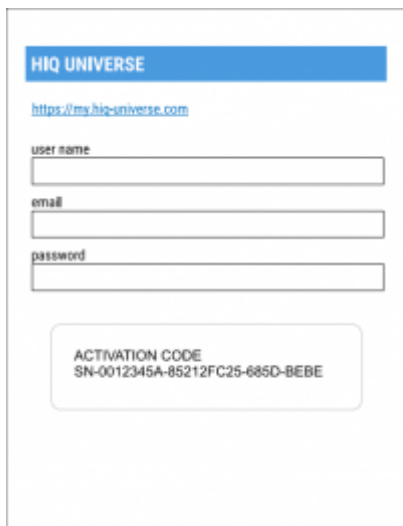 HIQ UNIVERSE
https://my.hiq-universe.com
user name
email
password
ACTIVATION CODE
SN-0012345A-85212FC25-685D-BEBE